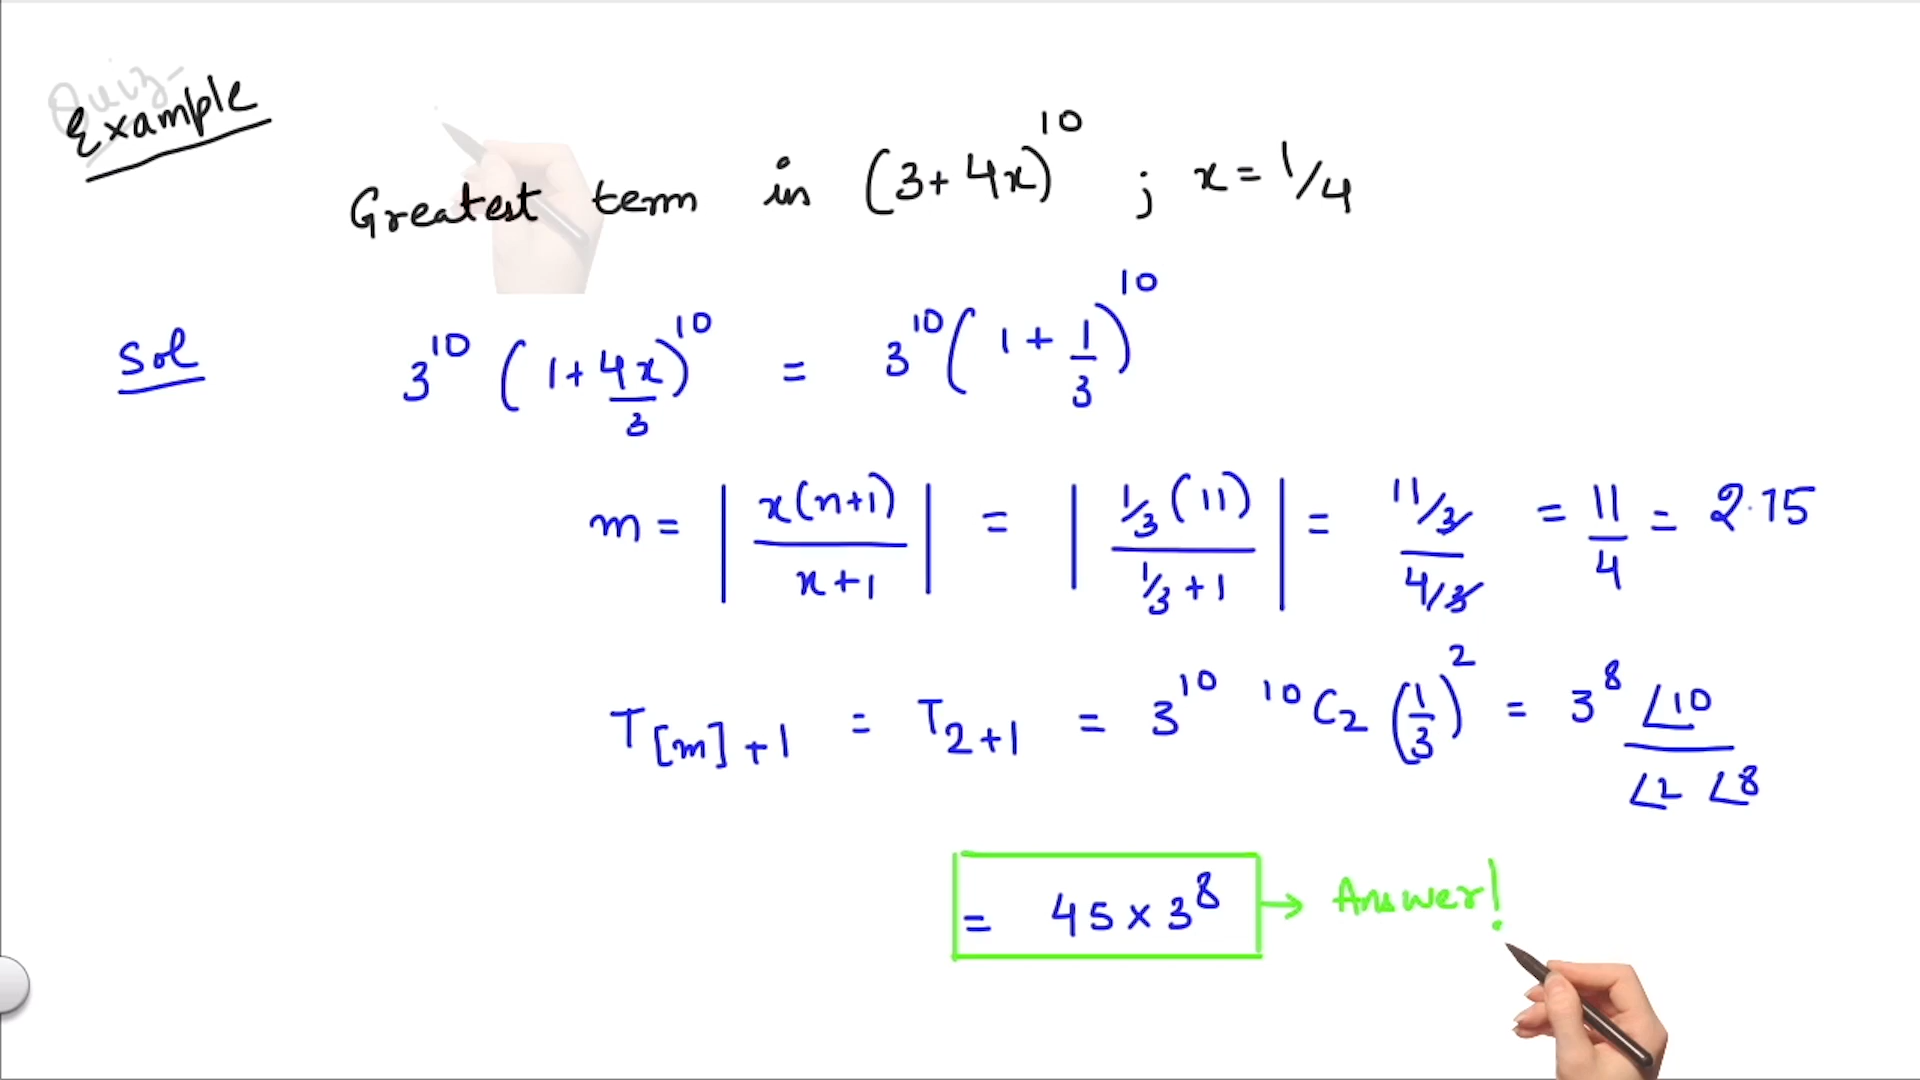 Quiz-
Example
Greatest term in (3+4x)^10 ; x = 1/4
Sol 3^10 (1+4x/3)^10 = 3^10 (1+1/3)^10
m = |x(n+1)/x+1| = |1/3(11)/1/3+1| = 11/3/4/3 = 11/4 = 2.75
T[m]+1 = T2+1 = 3^10 10C2 (1/3)^2 = 3^8 ∠10/∠2 ∠8
= 45×3^8 → Answer!